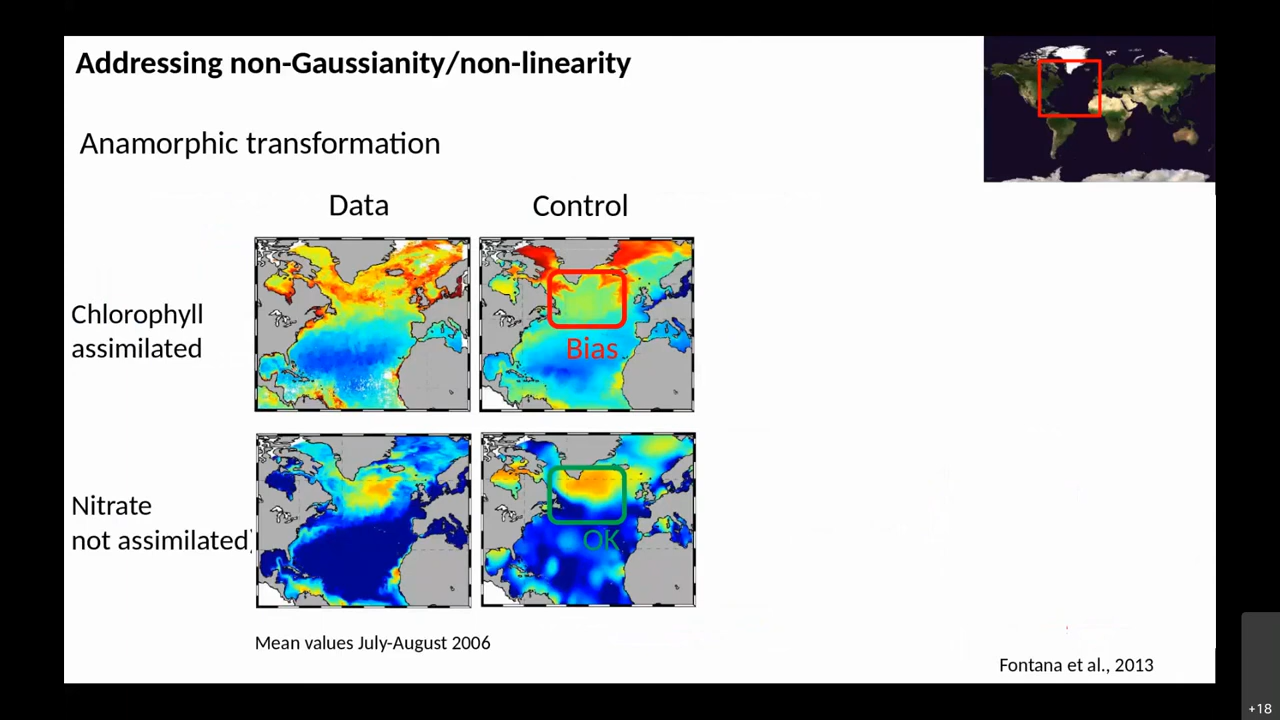 Addressing non-Gaussianity/non-linearity
Anamorphic transformation
Data
Control
Chlorophyll
assimilated
Bias
Nitrate
not assimilated)
OK
Mean values July-August 2006
Fontana et al., 2013
+18